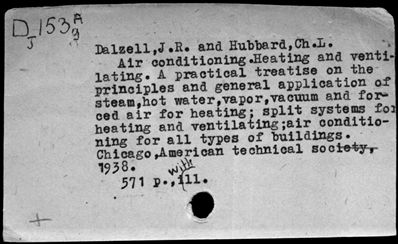 D 153 A
J 9
Dalzell,J.R. and Hubbard,Ch.L.
Air conditioning.Heating and venti-
lating. A practical treatise on the
principles and general application of
steam,hot water,vapor,vacuum and for-
ced air for heating; split systems for
heating and ventilating;air conditio-
ning for all types of buildings.
Chicago,American technical society,
1938.
571 p.,with ill.
+